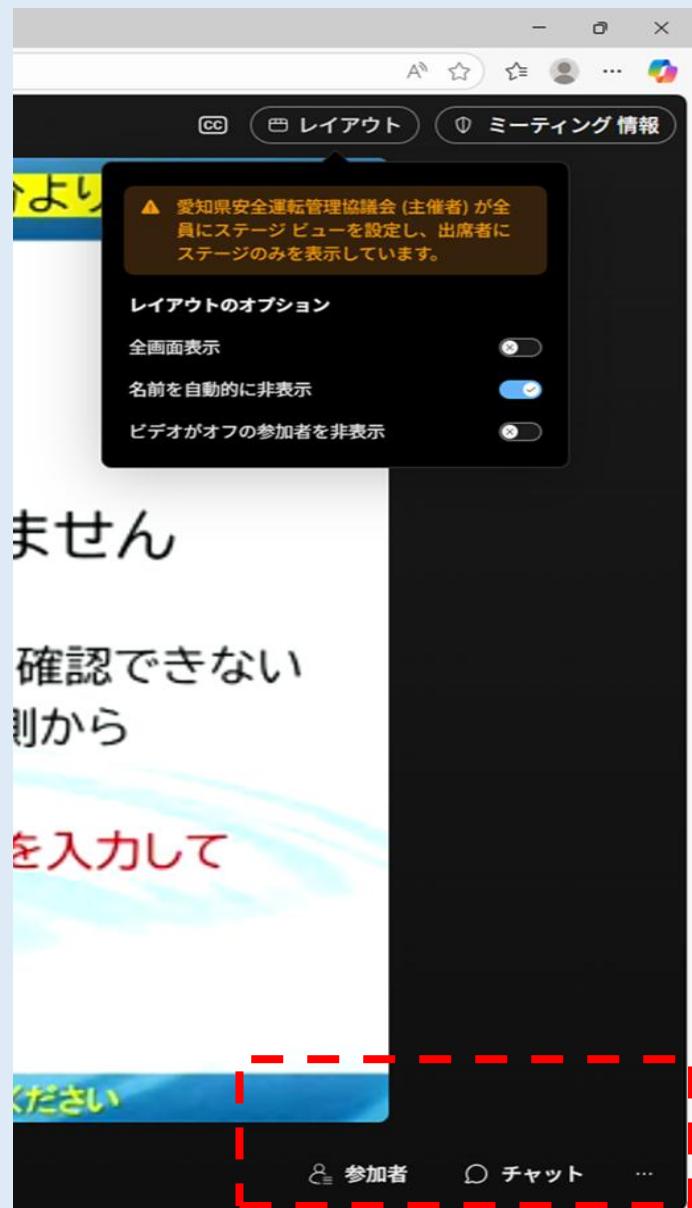 CC レイアウト ミーティング 情報
より
愛知県安全運転管理協議会 (主催者) が全
員にステージ ビューを設定し、出席者に
ステージのみを表示しています。
レイアウトのオプション
全画面表示
名前を自動的に非表示
ビデオがオフの参加者を非表示
ません
確認できない
側から
を入力して
ください
参加者 チャット ...